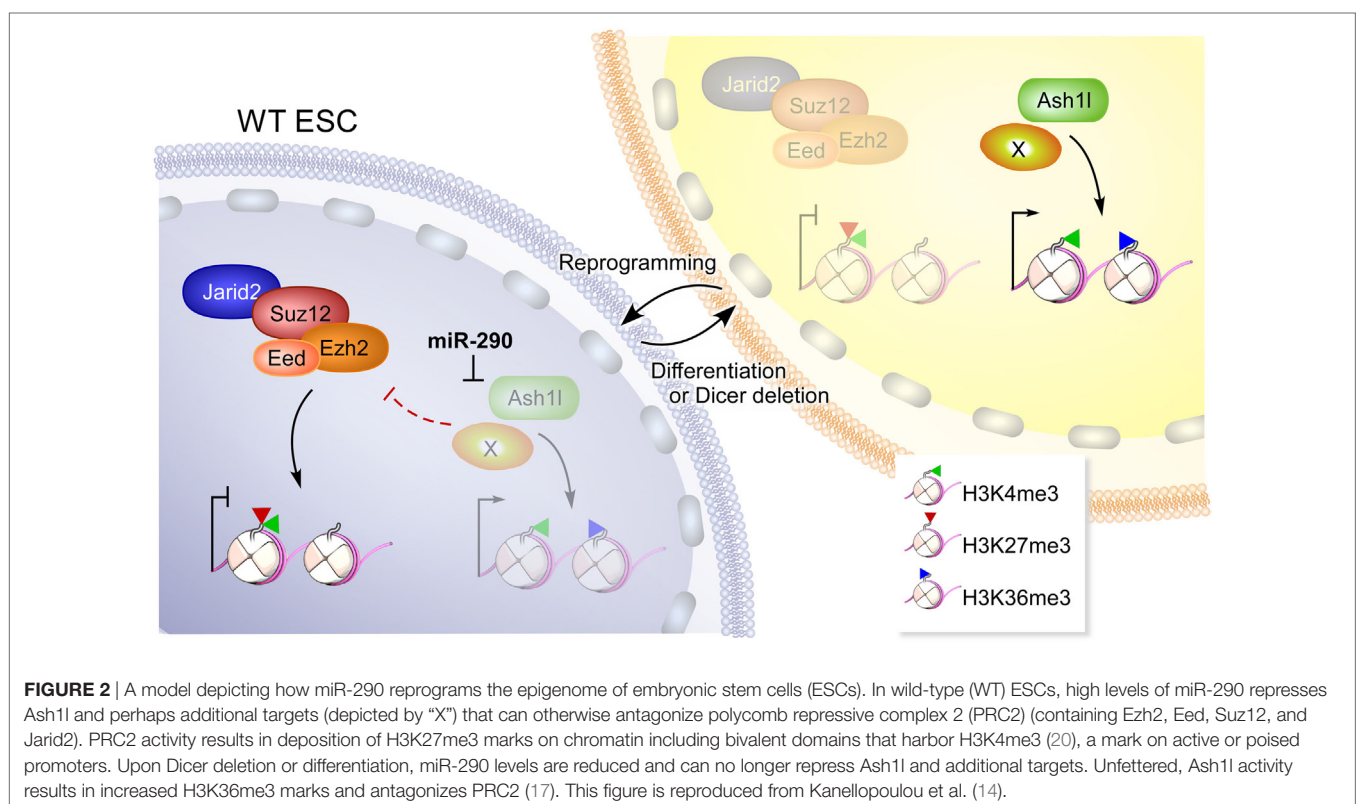 WT ESC
Jarid2
Suz12
Eed
Ezh2
miR-290
Ash1l
X
Reprogramming
Differentiation
or Dicer deletion
Jarid2
Suz12
Eed
Ezh2
Ash1l
X
H3K4me3
H3K27me3
H3K36me3
FIGURE 2 | A model depicting how miR-290 reprograms the epigenome of embryonic stem cells (ESCs). In wild-type (WT) ESCs, high levels of miR-290 represses
Ash1l and perhaps additional targets (depicted by “X”) that can otherwise antagonize polycomb repressive complex 2 (PRC2) (containing Ezh2, Eed, Suz12, and
Jarid2). PRC2 activity results in deposition of H3K27me3 marks on chromatin including bivalent domains that harbor H3K4me3 (20), a mark on active or poised
promoters. Upon Dicer deletion or differentiation, miR-290 levels are reduced and can no longer repress Ash1l and additional targets. Unfettered, Ash1l activity
results in increased H3K36me3 marks and antagonizes PRC2 (17). This figure is reproduced from Kanellopoulou et al. (14).